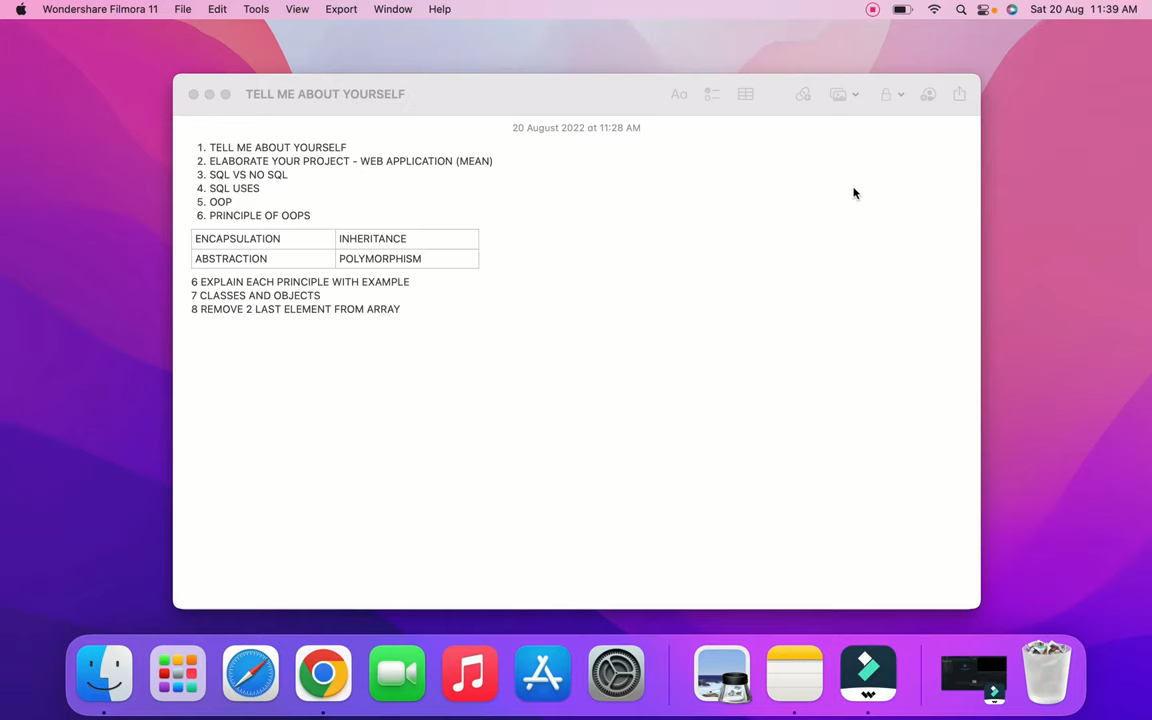 Wondershare Filmora 11 File Edit Tools View Export Window Help Sat 20 Aug 11:39 AM
TELL ME ABOUT YOURSELF Aa
20 August 2022 at 11:28 AM
1. TELL ME ABOUT YOURSELF
2. ELABORATE YOUR PROJECT - WEB APPLICATION (MEAN)
3. SQL VS NO SQL
4. SQL USES
5. OOP
6. PRINCIPLE OF OOPS
ENCAPSULATION INHERITANCE
ABSTRACTION POLYMORPHISM
6 EXPLAIN EACH PRINCIPLE WITH EXAMPLE
7 CLASSES AND OBJECTS
8 REMOVE 2 LAST ELEMENT FROM ARRAY